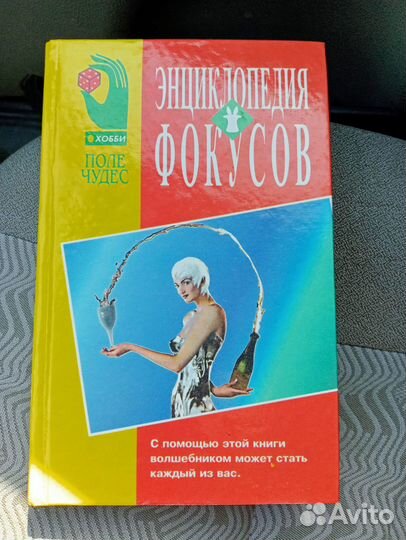 ХОББИ
ПОЛЕ
ЧУДЕС
ЭНЦИКЛОПЕДИЯ
ФОКУСОВ
С помощью этой книги
волшебником может стать
каждый из вас.
Avito